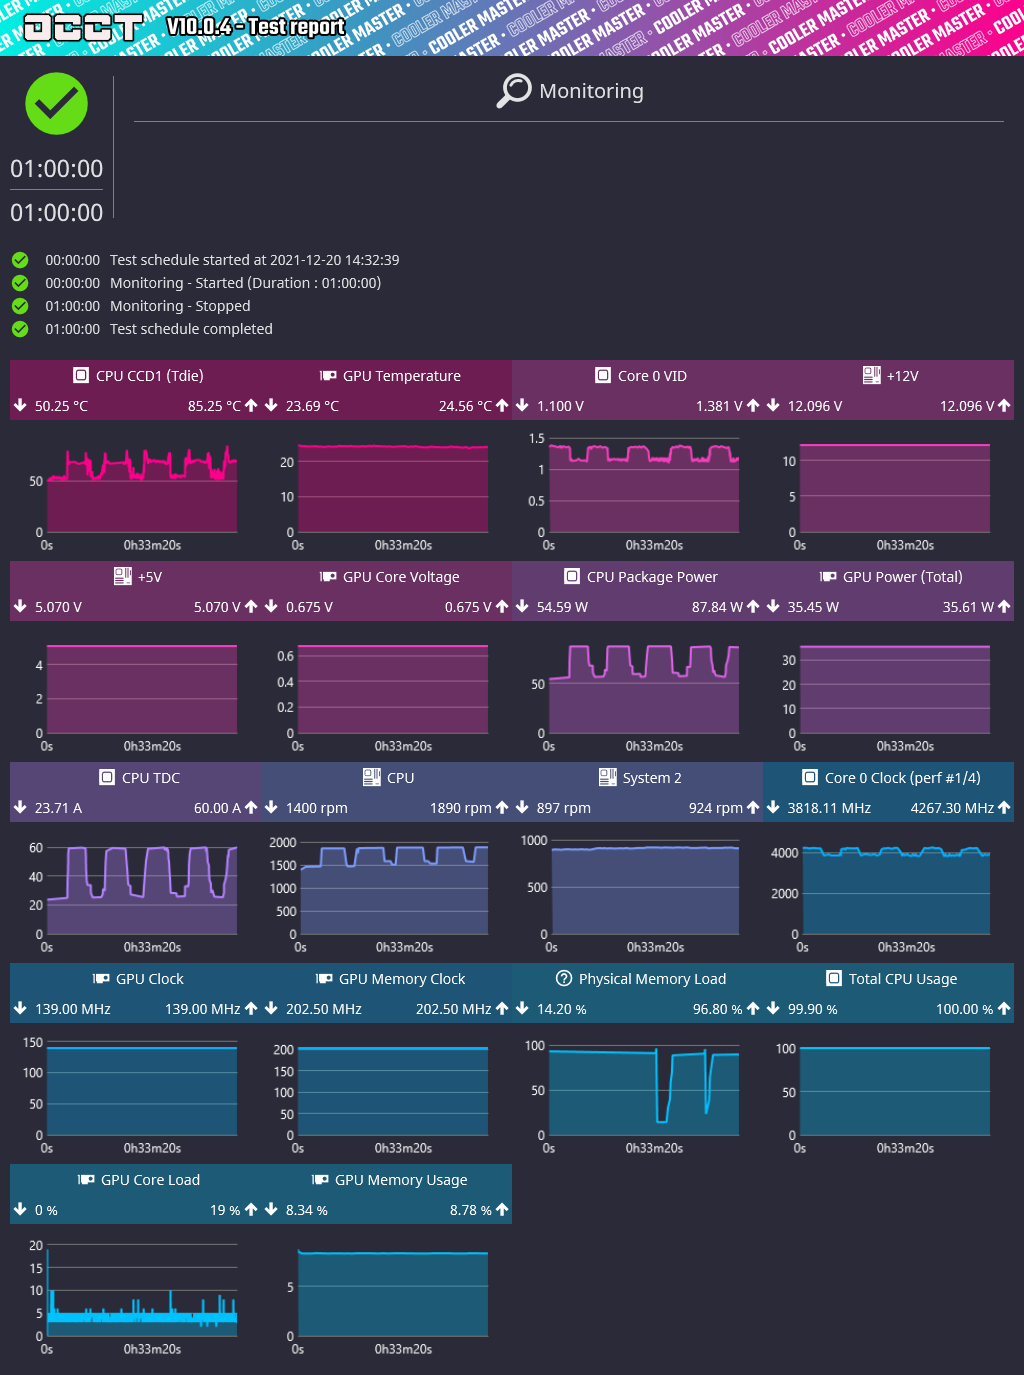 OCCT V10.0.4 - Test report
COOLER MASTER • COOLER MASTER • COOLER MASTER • COOLER MASTER
Monitoring
01:00:00
01:00:00
00:00:00 Test schedule started at 2021-12-20 14:32:39
00:00:00 Monitoring - Started (Duration : 01:00:00)
01:00:00 Monitoring - Stopped
01:00:00 Test schedule completed
CPU CCD1 (Tdie) GPU Temperature Core 0 VID +12V
50.25 °C 85.25 °C 23.69 °C 24.56 °C 1.100 V 1.381 V 12.096 V 12.096 V
50
0
0s 0h33m20s
20
10
0
0s 0h33m20s
1.5
1
0.5
0
0s 0h33m20s
10
5
0
0s 0h33m20s
+5V GPU Core Voltage CPU Package Power GPU Power (Total)
5.070 V 5.070 V 0.675 V 0.675 V 54.59 W 87.84 W 35.45 W 35.61 W
4
2
0
0s 0h33m20s
0.6
0.4
0.2
0
0s 0h33m20s
50
0
0s 0h33m20s
30
20
10
0
0s 0h33m20s
CPU TDC CPU System 2 Core 0 Clock (perf #1/4)
23.71 A 60.00 A 1400 rpm 1890 rpm 897 rpm 924 rpm 3818.11 MHz 4267.30 MHz
60
40
20
0
0s 0h33m20s
2000
1500
1000
500
0
0s 0h33m20s
1000
500
0
0s 0h33m20s
4000
2000
0
0s 0h33m20s
GPU Clock GPU Memory Clock Physical Memory Load Total CPU Usage
139.00 MHz 139.00 MHz 202.50 MHz 202.50 MHz 14.20 % 96.80 % 99.90 % 100.00 %
150
100
50
0
0s 0h33m20s
200
150
100
50
0
0s 0h33m20s
100
50
0
0s 0h33m20s
100
50
0
0s 0h33m20s
GPU Core Load GPU Memory Usage
0 % 19 % 8.34 % 8.78 %
20
15
10
5
0
0s 0h33m20s
5
0
0s 0h33m20s